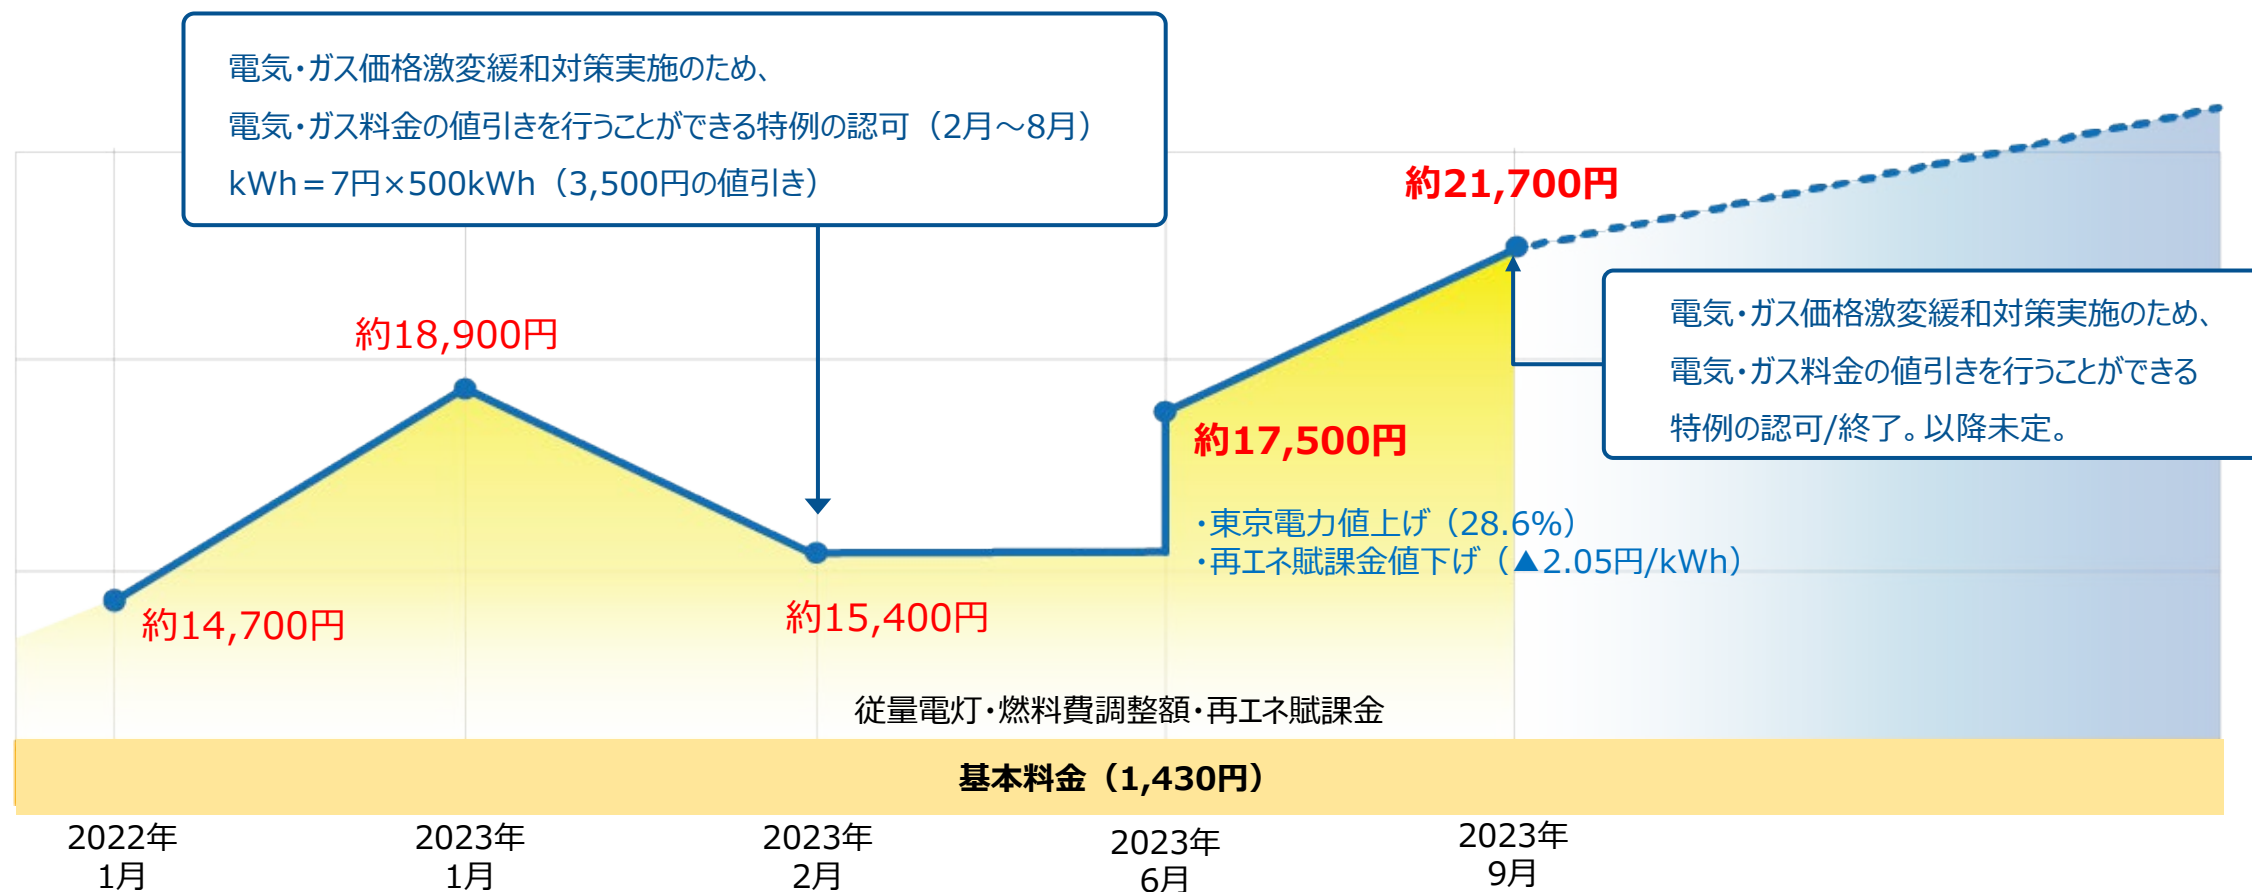 電気・ガス価格激変緩和対策実施のため、
電気・ガス料金の値引きを行うことができる特例の認可（2月～8月）
kWh＝7円×500kWh（3,500円の値引き）
約21,700円
電気・ガス価格激変緩和対策実施のため、
電気・ガス料金の値引きを行うことができる
特例の認可/終了。以降未定。
約18,900円
約17,500円
・東京電力値上げ（28.6%）
・再エネ賦課金値下げ（▲2.05円/kWh）
約14,700円
約15,400円
従量電灯・燃料費調整額・再エネ賦課金
基本料金（1,430円）
2022年
1月
2023年
1月
2023年
2月
2023年
6月
2023年
9月